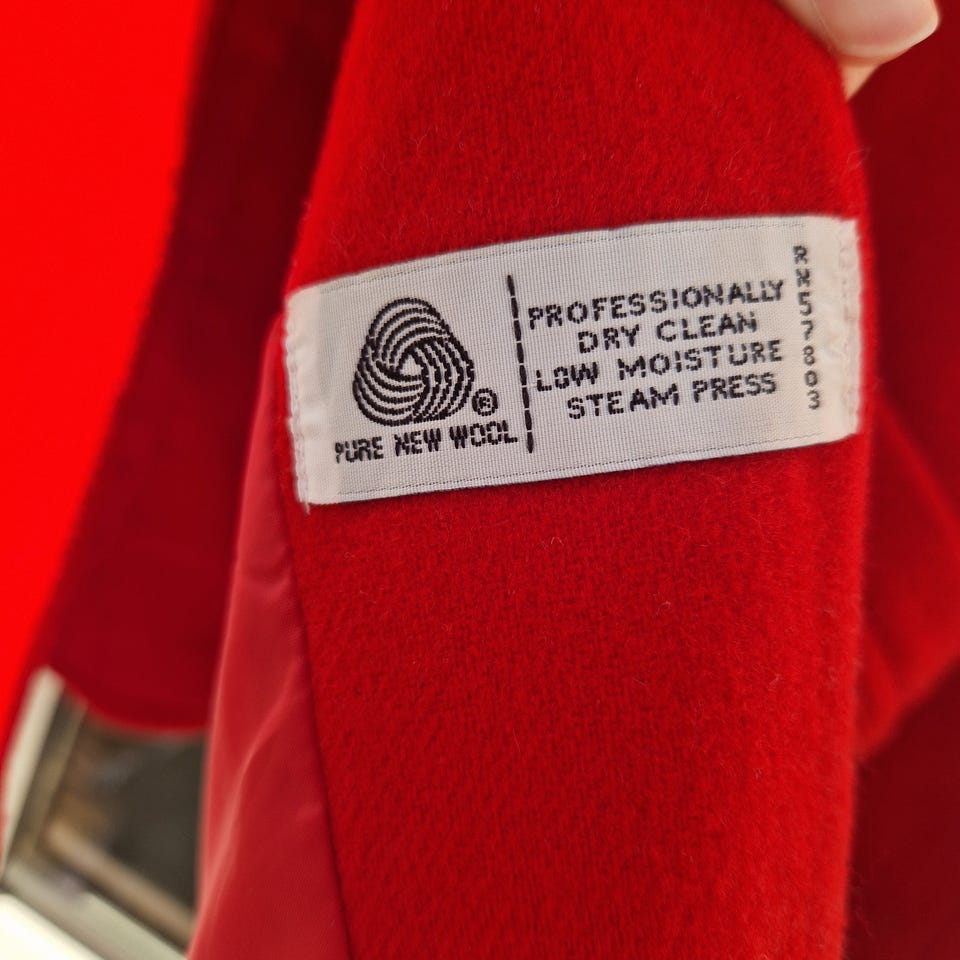 PURE NEW WOOL
®
PROFESSIONALLY
DRY CLEAN
LOW MOISTURE
STEAM PRESS
RN57803